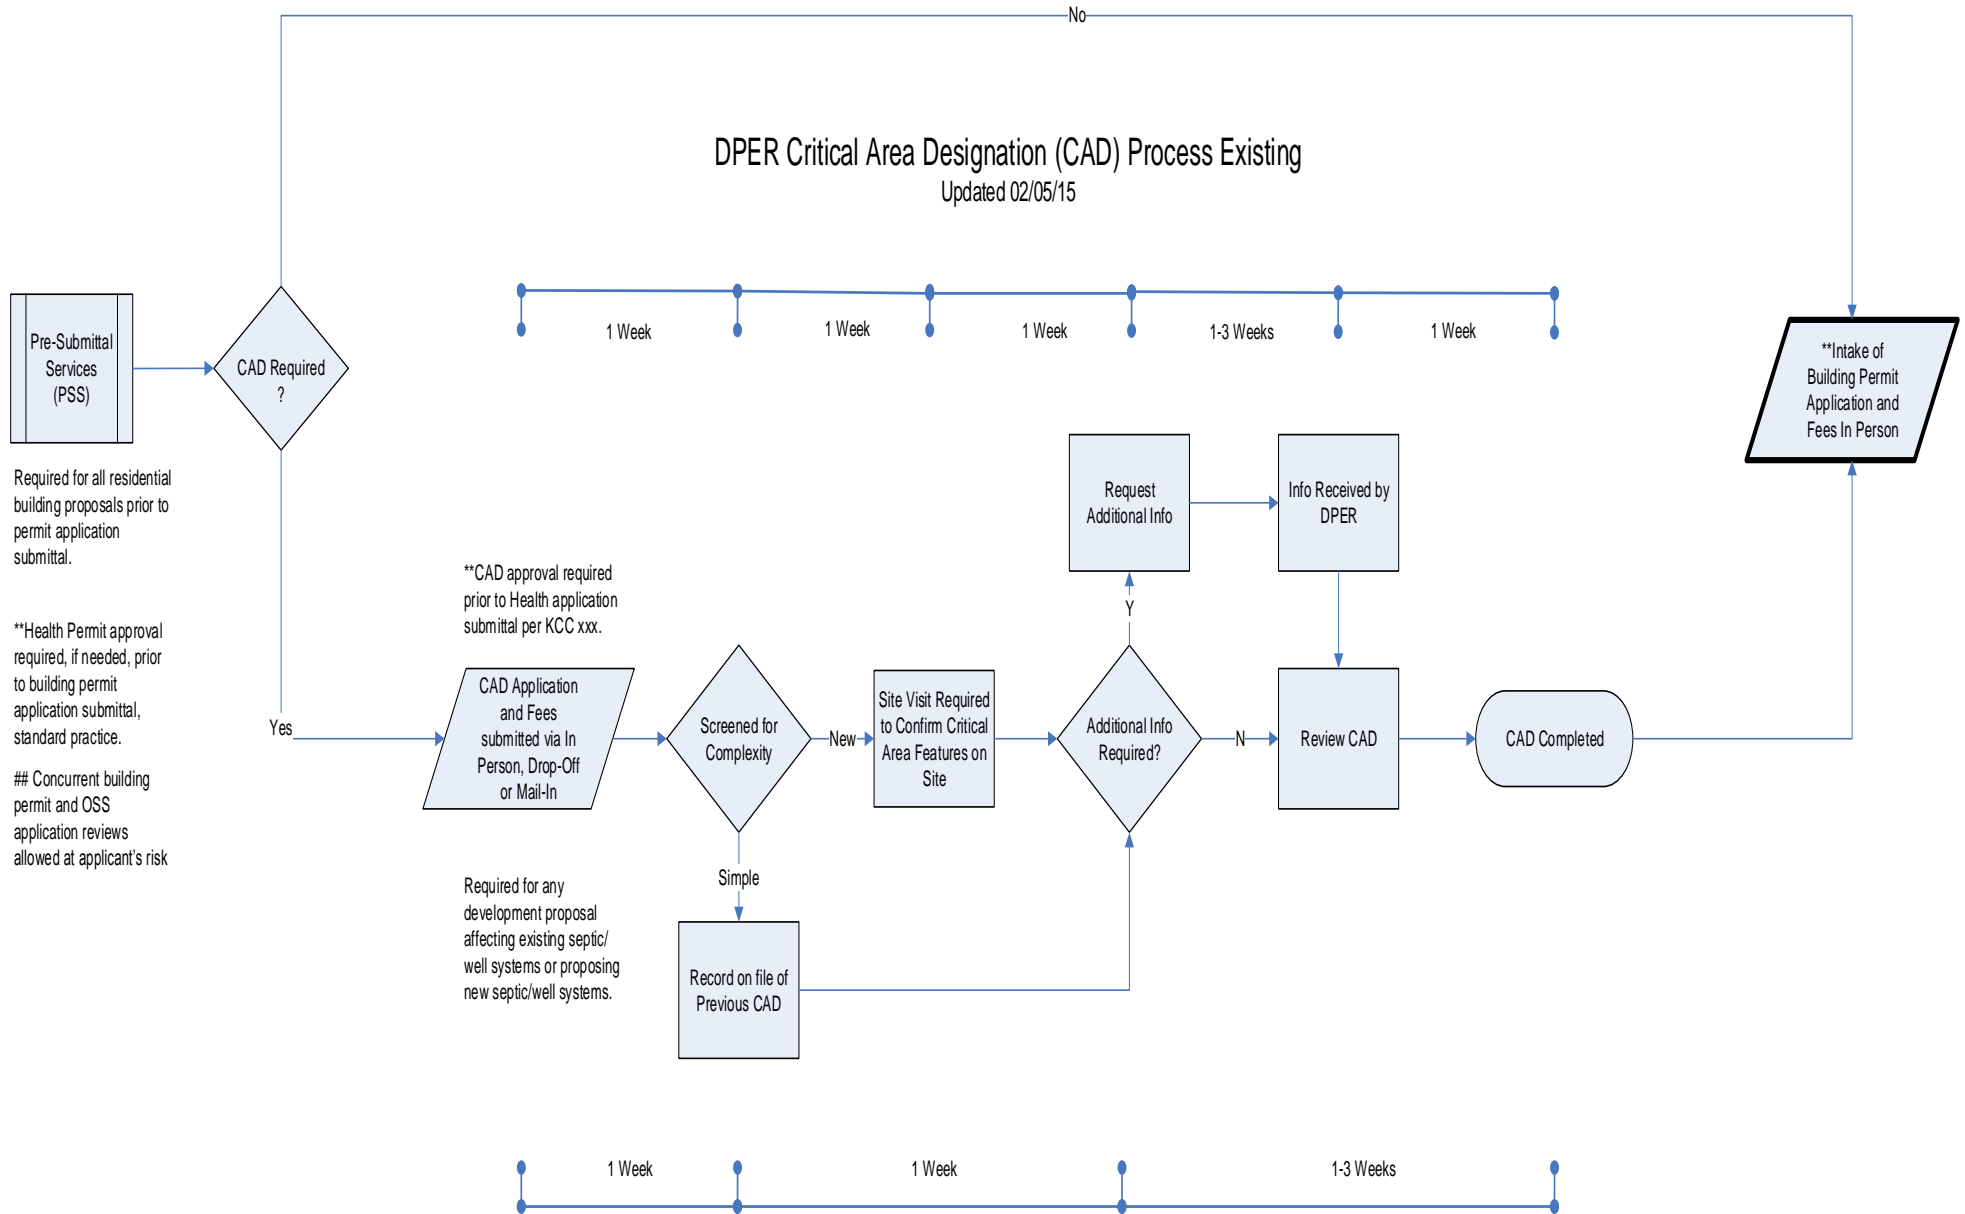 No
DPER Critical Area Designation (CAD) Process Existing
Updated 02/05/15
1 Week
1 Week
1 Week
1-3 Weeks
1 Week
Pre-Submittal
Services
(PSS)
CAD Required
?
**Intake of
Building Permit
Application and
Fees In Person
Required for all residential
building proposals prior to
permit application
submittal.
**Health Permit approval
required, if needed, prior
to building permit
application submittal,
standard practice.
## Concurrent building
permit and OSS
application reviews
allowed at applicant's risk
Yes
**CAD approval required
prior to Health application
submittal per KCC xxx.
CAD Application
and Fees
submitted via In
Person, Drop-Off
or Mail-In
Required for any
development proposal
affecting existing septic/
well systems or proposing
new septic/well systems.
Screened for
Complexity
New
Simple
Record on file of
Previous CAD
Site Visit Required
to Confirm Critical
Area Features on
Site
Additional Info
Required?
Y
Request
Additional Info
Info Received by
DPER
N
Review CAD
CAD Completed
1 Week
1 Week
1-3 Weeks